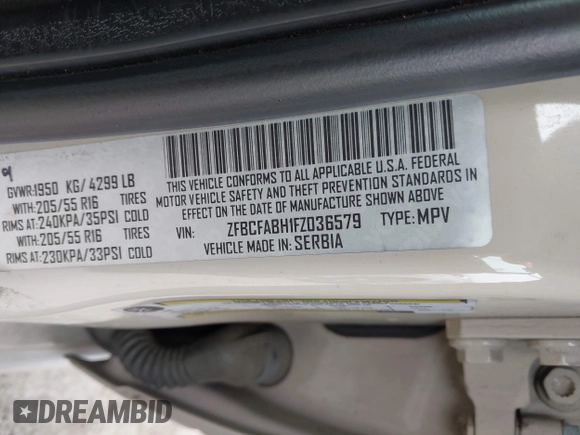 GVWR:1950 KG/ 4299 LB
WITH:205/55 R16 TIRES
RIMS AT:240KPA/35PSI COLD
WITH:205/55 R16 TIRES
RIMS AT:230KPA/33PSI COLD
THIS VEHICLE CONFORMS TO ALL APPLICABLE U.S.A. FEDERAL
MOTOR VEHICLE SAFETY AND THEFT PREVENTION STANDARDS IN
EFFECT ON THE DATE OF MANUFACTURE SHOWN ABOVE.
VIN: ZFBCFABH1FZ036579 TYPE: MPV
VEHICLE MADE IN: SERBIA
DREAMBID